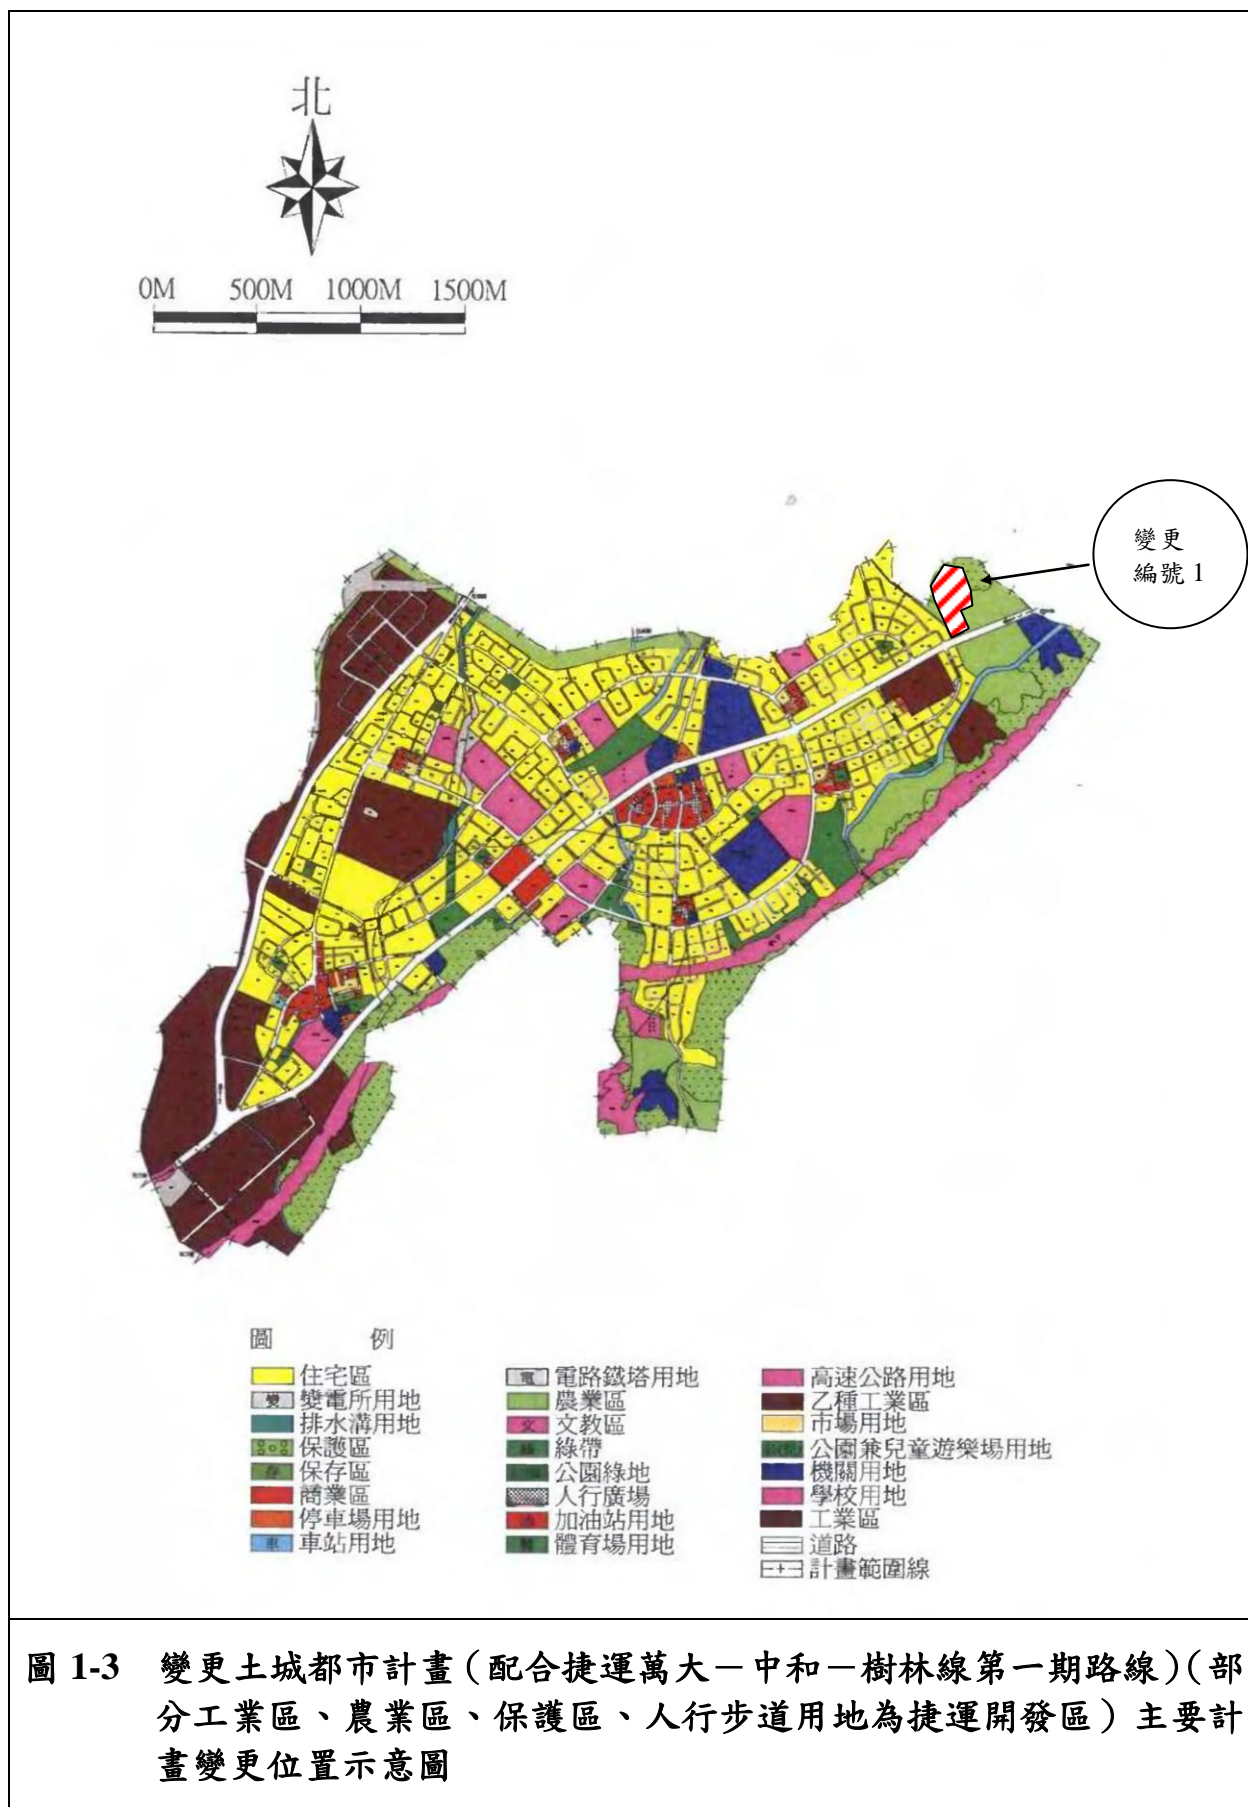 北
0M 500M 1000M 1500M
變更
編號 1
圖 例
住宅區
變 變電所用地
排水溝用地
保護區
存 保存區
商業區
停車場用地
車 車站用地
電 電路鐵塔用地
農業區
文 文教區
綠帶
公園綠地
人行廣場
油 加油站用地
體育場用地
高速公路用地
乙種工業區
市場用地
公園兼兒童遊樂場用地
機關用地
學校用地
工業區
道路
計畫範圍線
圖 1-3 變更土城都市計畫(配合捷運萬大-中和-樹林線第一期路線)(部
分工業區、農業區、保護區、人行步道用地為捷運開發區)主要計
畫變更位置示意圖